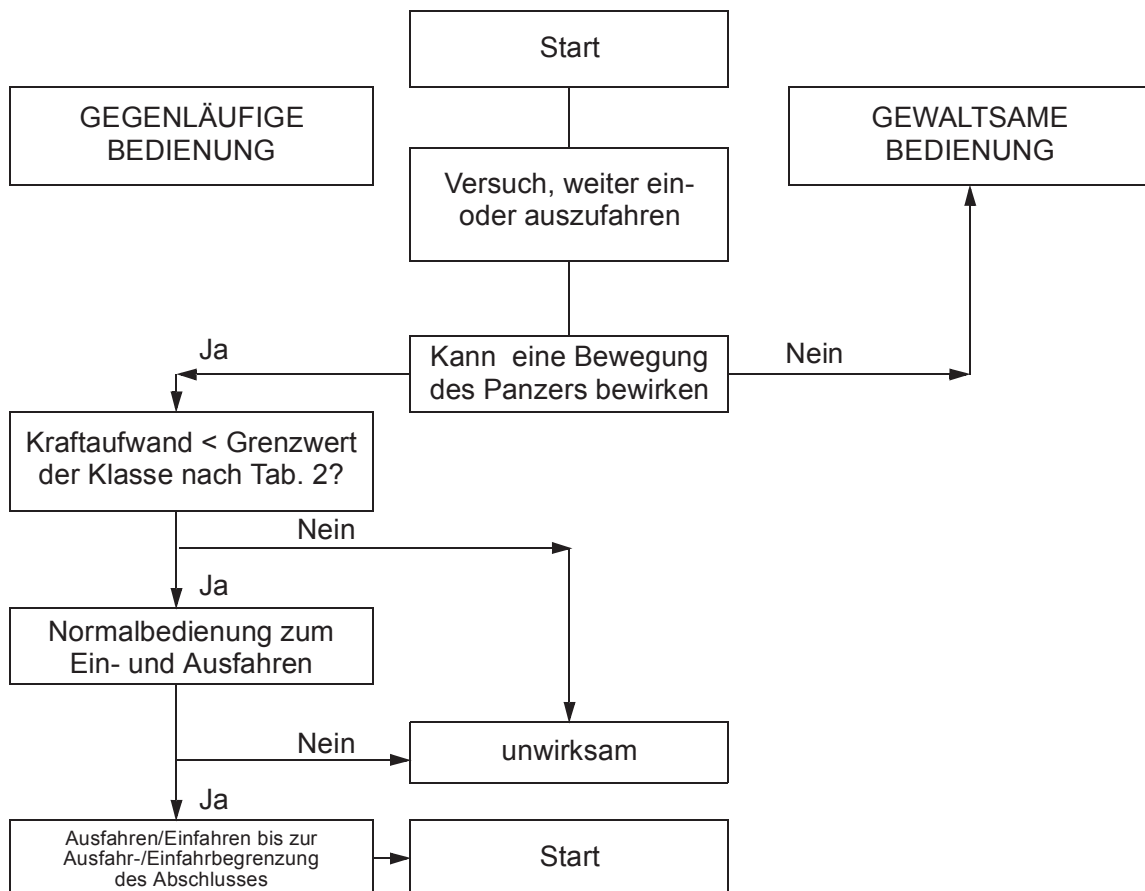 Start
GEGENLÄUFIGE
BEDIENUNG
GEWALTSAME
BEDIENUNG
Versuch, weiter ein-
oder auszufahren
Ja
Kann eine Bewegung
des Panzers bewirken
Nein
Kraftaufwand < Grenzwert
der Klasse nach Tab. 2?
Nein
Ja
Normalbedienung zum
Ein- und Ausfahren
Nein
unwirksam
Ja
Ausfahren/Einfahren bis zur
Ausfahr-/Einfahrbegrenzung
des Abschlusses
Start